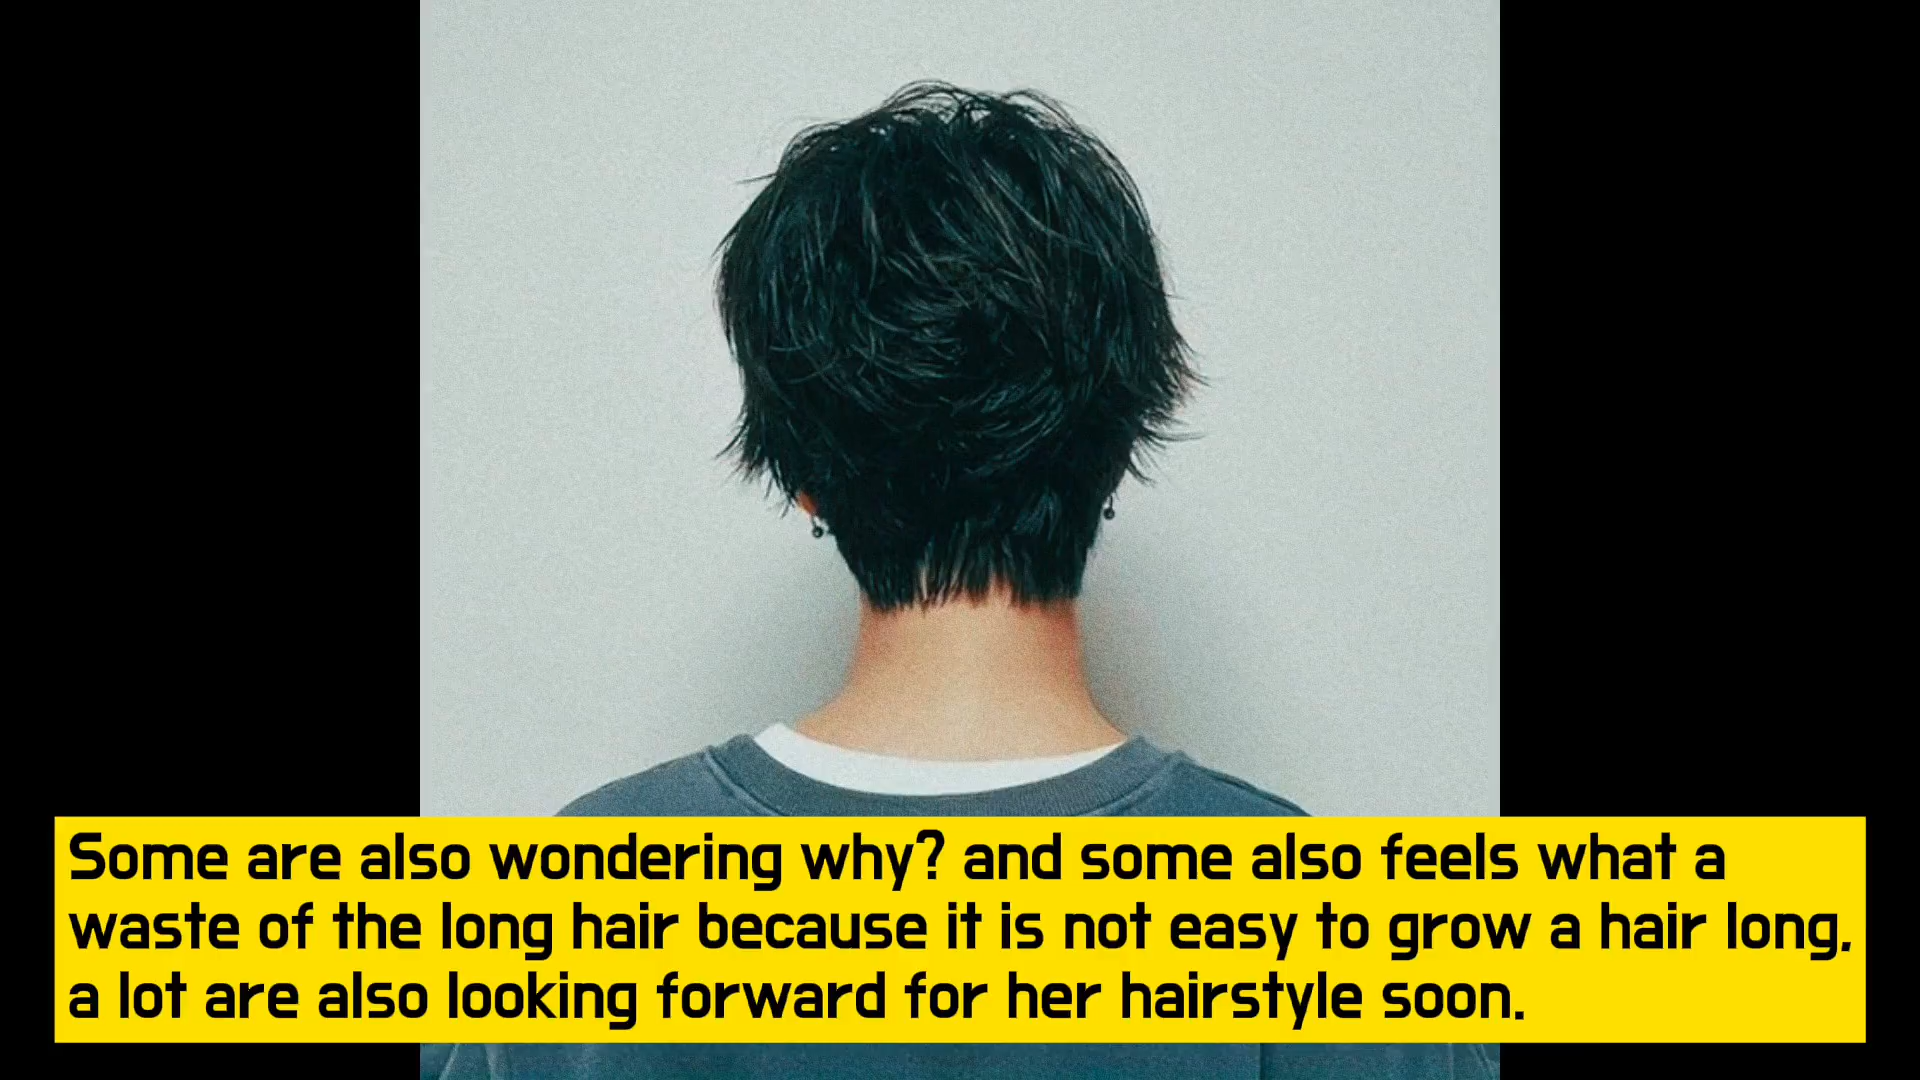 Some are also wondering why? and some also feels what a
waste of the long hair because it is not easy to grow a hair long,
a lot are also looking forward for her hairstyle soon.